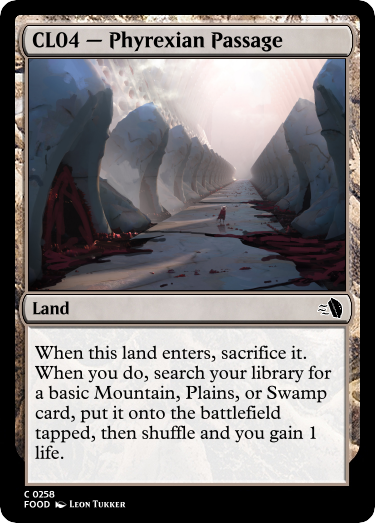 CL04 — Phyrexian Passage
Land
When this land enters, sacrifice it.
When you do, search your library for
a basic Mountain, Plains, or Swamp
card, put it onto the battlefield
tapped, then shuffle and you gain 1
life.
C 0258
FOOD Leon Tukker